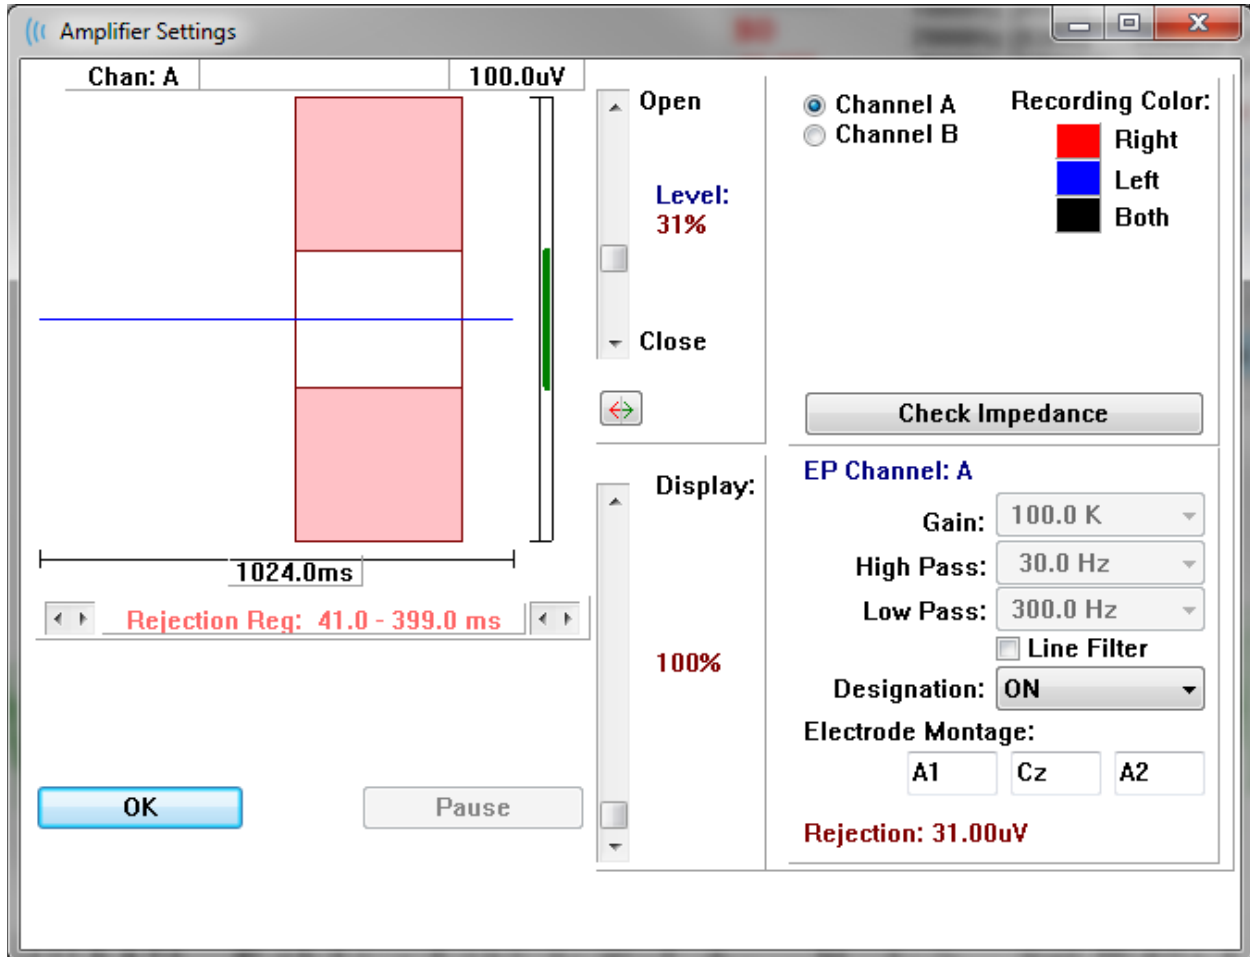 Amplifier Settings
Chan: A
100.0uV
1024.0ms
Rejection Reg: 41.0 - 399.0 ms
OK
Pause
Open
Level:
31%
Close
Display:
100%
Channel A
Channel B
Recording Color:
Right
Left
Both
Check Impedance
EP Channel: A
Gain: 100.0 K
High Pass: 30.0 Hz
Low Pass: 300.0 Hz
Line Filter
Designation: ON
Electrode Montage:
A1 Cz A2
Rejection: 31.00uV